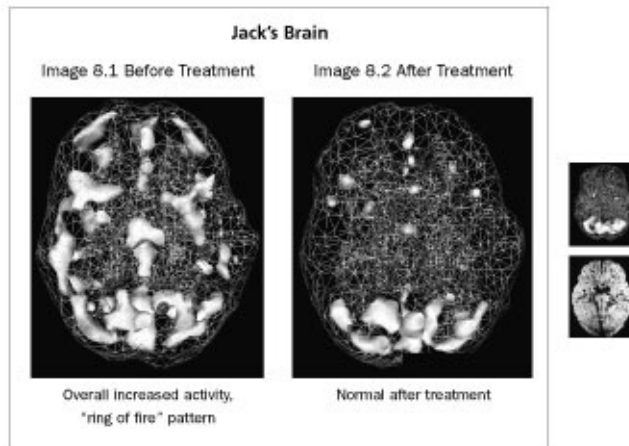 Jack's Brain
Image 8.1 Before Treatment
Image 8.2 After Treatment
Overall increased activity,
"ring of fire" pattern
Normal after treatment